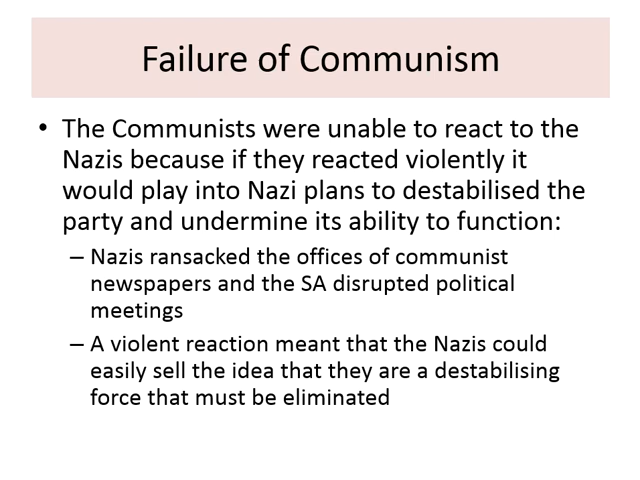 Failure of Communism
• The Communists were unable to react to the
Nazis because if they reacted violently it
would play into Nazi plans to destabilised the
party and undermine its ability to function:
– Nazis ransacked the offices of communist
newspapers and the SA disrupted political
meetings
– A violent reaction meant that the Nazis could
easily sell the idea that they are a destabilising
force that must be eliminated